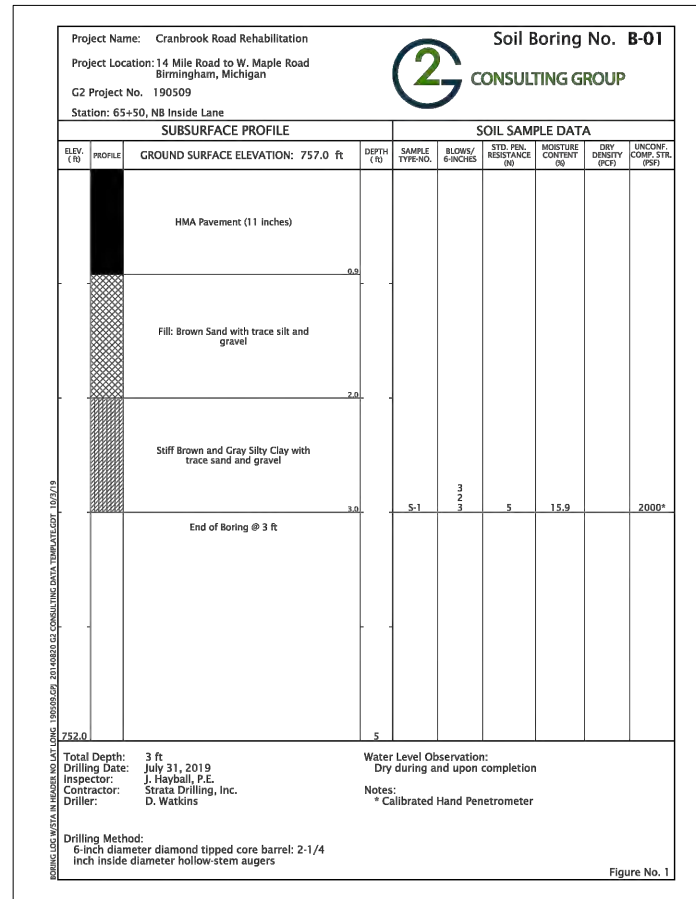 Project Name: Cranbrook Road Rehabilitation
Soil Boring No. B-01
Project Location: 14 Mile Road to W. Maple Road
Birmingham, Michigan
G2 Project No. 190509
Station: 65+50, NB Inside Lane
G2 CONSULTING GROUP
SUBSURFACE PROFILE
SOIL SAMPLE DATA
ELEV. (ft)
PROFILE
GROUND SURFACE ELEVATION: 757.0 ft
DEPTH (ft)
SAMPLE TYPE-NO.
BLOWS/ 6-INCHES
STD. PEN. RESISTANCE (N)
MOISTURE CONTENT (%)
DRY DENSITY (PCF)
UNCONF. COMP. STR. (PSF)
HMA Pavement (11 inches)
0.9
Fill: Brown Sand with trace silt and
gravel
2.0
Stiff Brown and Gray Silty Clay with
trace sand and gravel
3
2
3.0 S-1 3 5 15.9 2000*
End of Boring @ 3 ft
752.0 5
Total Depth: 3 ft
Drilling Date: July 31, 2019
Inspector: J. Hayball, P.E.
Contractor: Strata Drilling, Inc.
Driller: D. Watkins
Water Level Observation:
Dry during and upon completion
Notes:
* Calibrated Hand Penetrometer
Drilling Method:
6-inch diameter diamond tipped core barrel: 2-1/4
inch inside diameter hollow-stem augers
Figure No. 1
BORING LOG W/STA IN HEADER NO LAT LONG 190509.GPJ 20140820 G2 CONSULTING DATA TEMPLATE.GDT 10/3/19